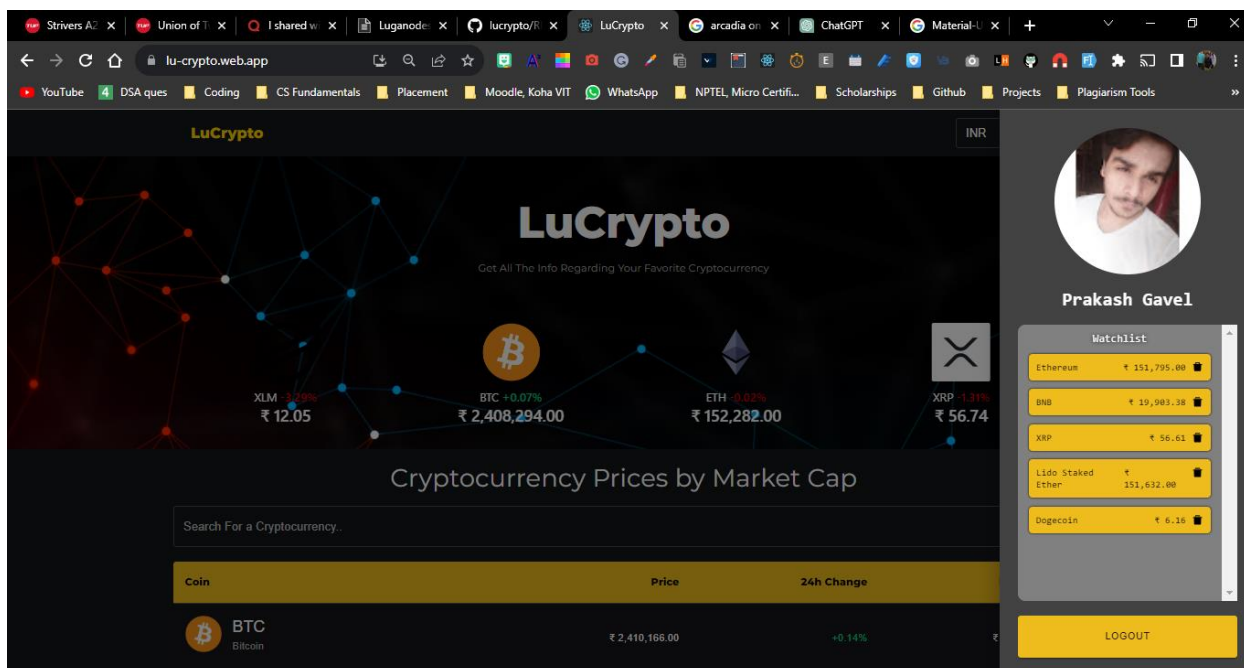 Strivers A2
Union of T
I shared wi
Luganodes
lucrypto/R
LuCrypto
arcadia on
ChatGPT
Material-U
lu-crypto.web.app
YouTube
DSA ques
Coding
CS Fundamentals
Placement
Moodle, Koha VIT
WhatsApp
NPTEL, Micro Certifi...
Scholarships
Github
Projects
Plagiarism Tools
»
LuCrypto
INR
LuCrypto
Get All The Info Regarding Your Favorite Cryptocurrency
XLM -3.29%
₹ 12.05
BTC +0.07%
₹ 2,408,294.00
ETH -0.02%
₹ 152,282.00
XRP -1.31%
₹ 56.74
Cryptocurrency Prices by Market Cap
Search For a Cryptocurrency..
Coin Price 24h Change
BTC
Bitcoin
₹ 2,410,166.00 +0.14% ₹
Prakash Gavel
Watchlist
Ethereum ₹ 151,795.00
BNB ₹ 19,903.38
XRP ₹ 56.61
Lido Staked ₹
Ether 151,632.00
Dogecoin ₹ 6.16
LOGOUT